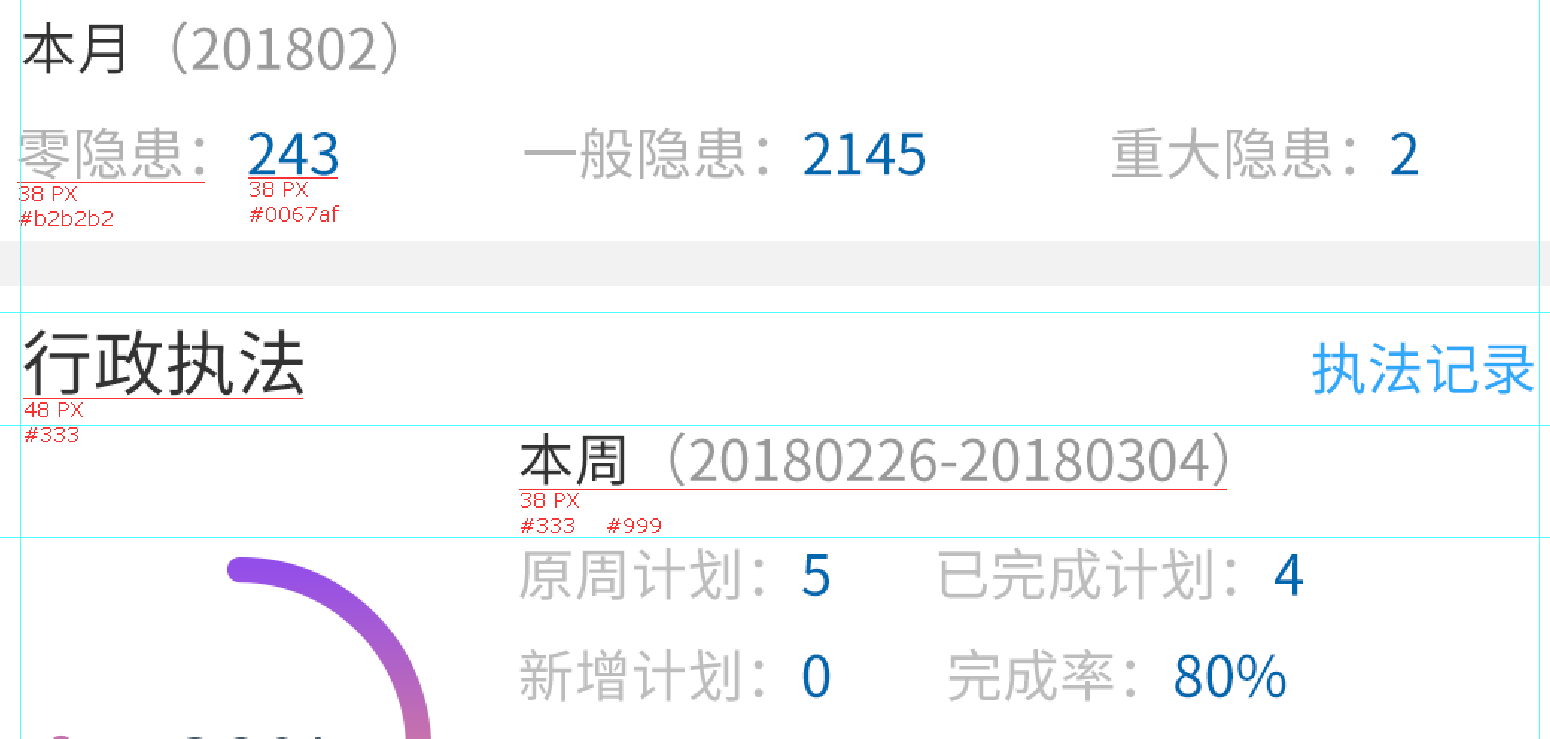 本月（201802）
零隐患：243 一般隐患：2145 重大隐患：2
38 PX 38 PX
#b2b2b2 #0067af
行政执法 执法记录
48 PX
#333
本周（20180226-20180304）
38 PX
#333 #999
原周计划：5 已完成计划：4
新增计划：0 完成率：80%